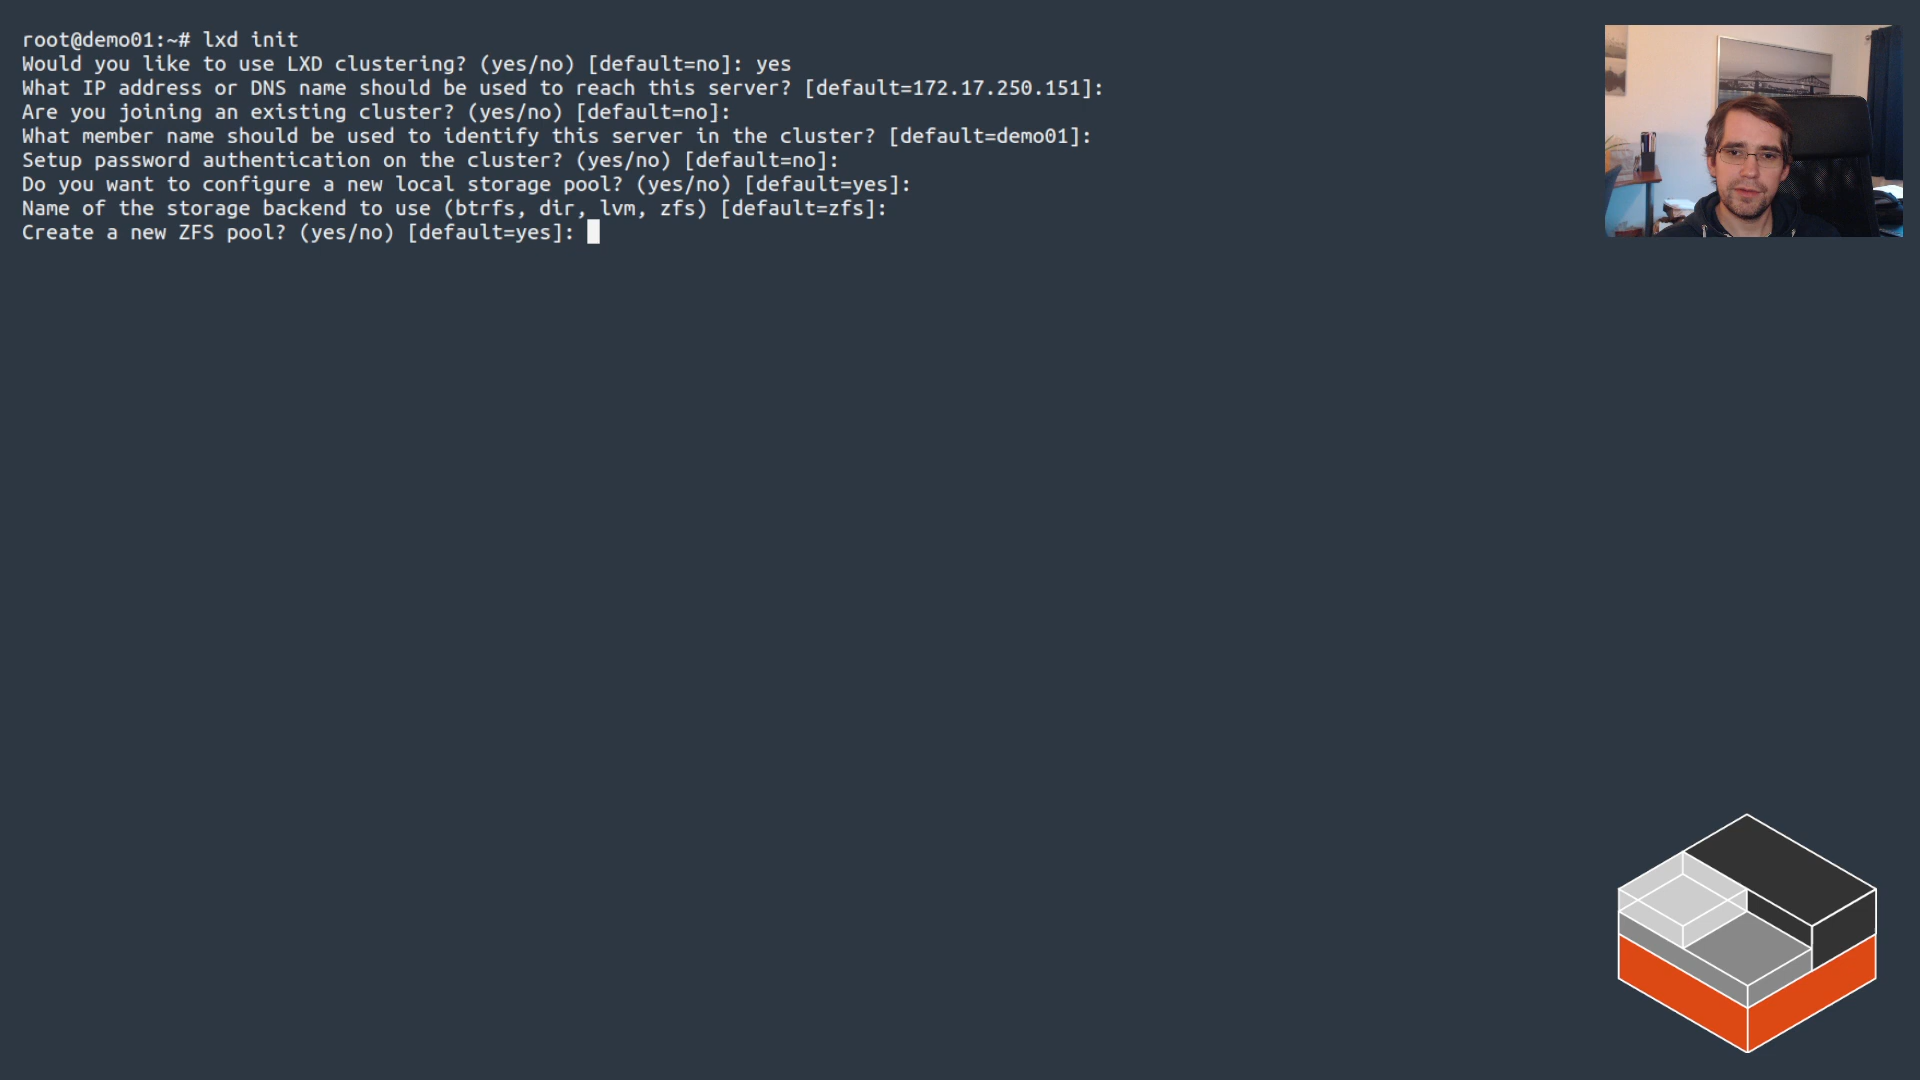 root@demo01:~# lxd init
Would you like to use LXD clustering? (yes/no) [default=no]: yes
What IP address or DNS name should be used to reach this server? [default=172.17.250.151]:
Are you joining an existing cluster? (yes/no) [default=no]:
What member name should be used to identify this server in the cluster? [default=demo01]:
Setup password authentication on the cluster? (yes/no) [default=no]:
Do you want to configure a new local storage pool? (yes/no) [default=yes]:
Name of the storage backend to use (btrfs, dir, lvm, zfs) [default=zfs]:
Create a new ZFS pool? (yes/no) [default=yes]: